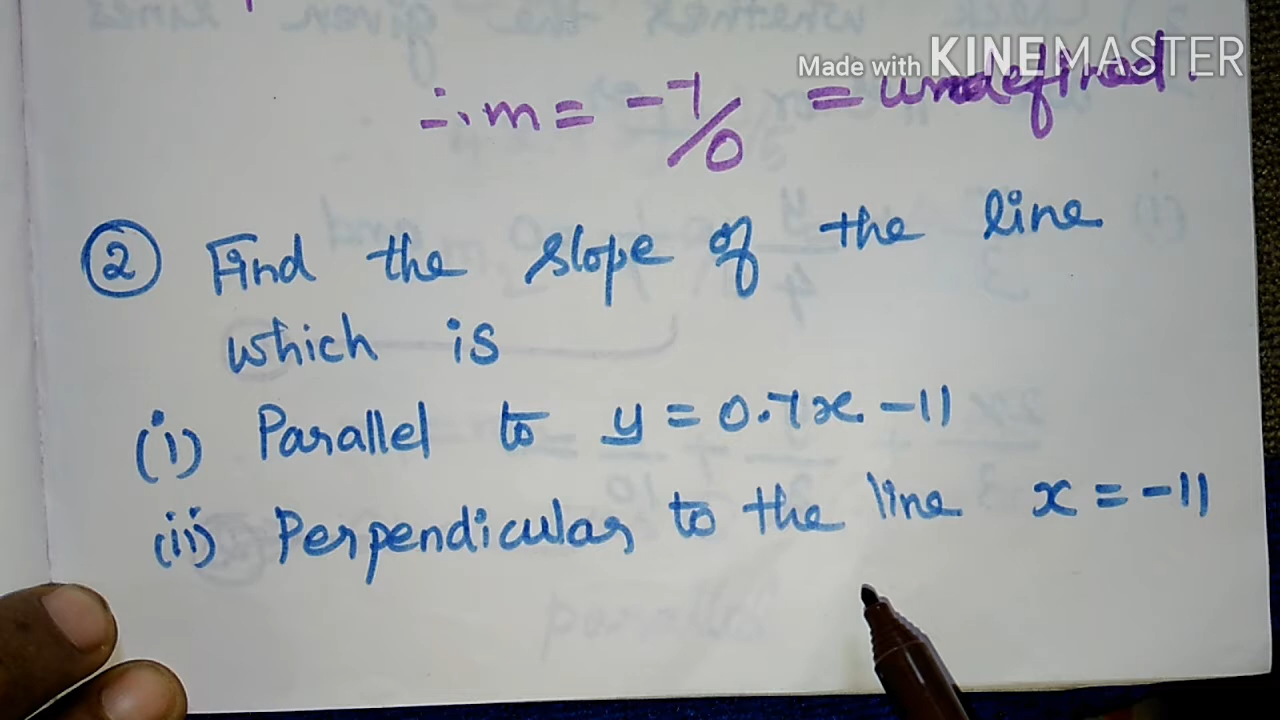 Made with KINEMASTER
∴ m = -7/0 = undefined.
② Find the slope of the line
which is
(i) Parallel to y = 0.7x - 11
(ii) Perpendicular to the line x = -11